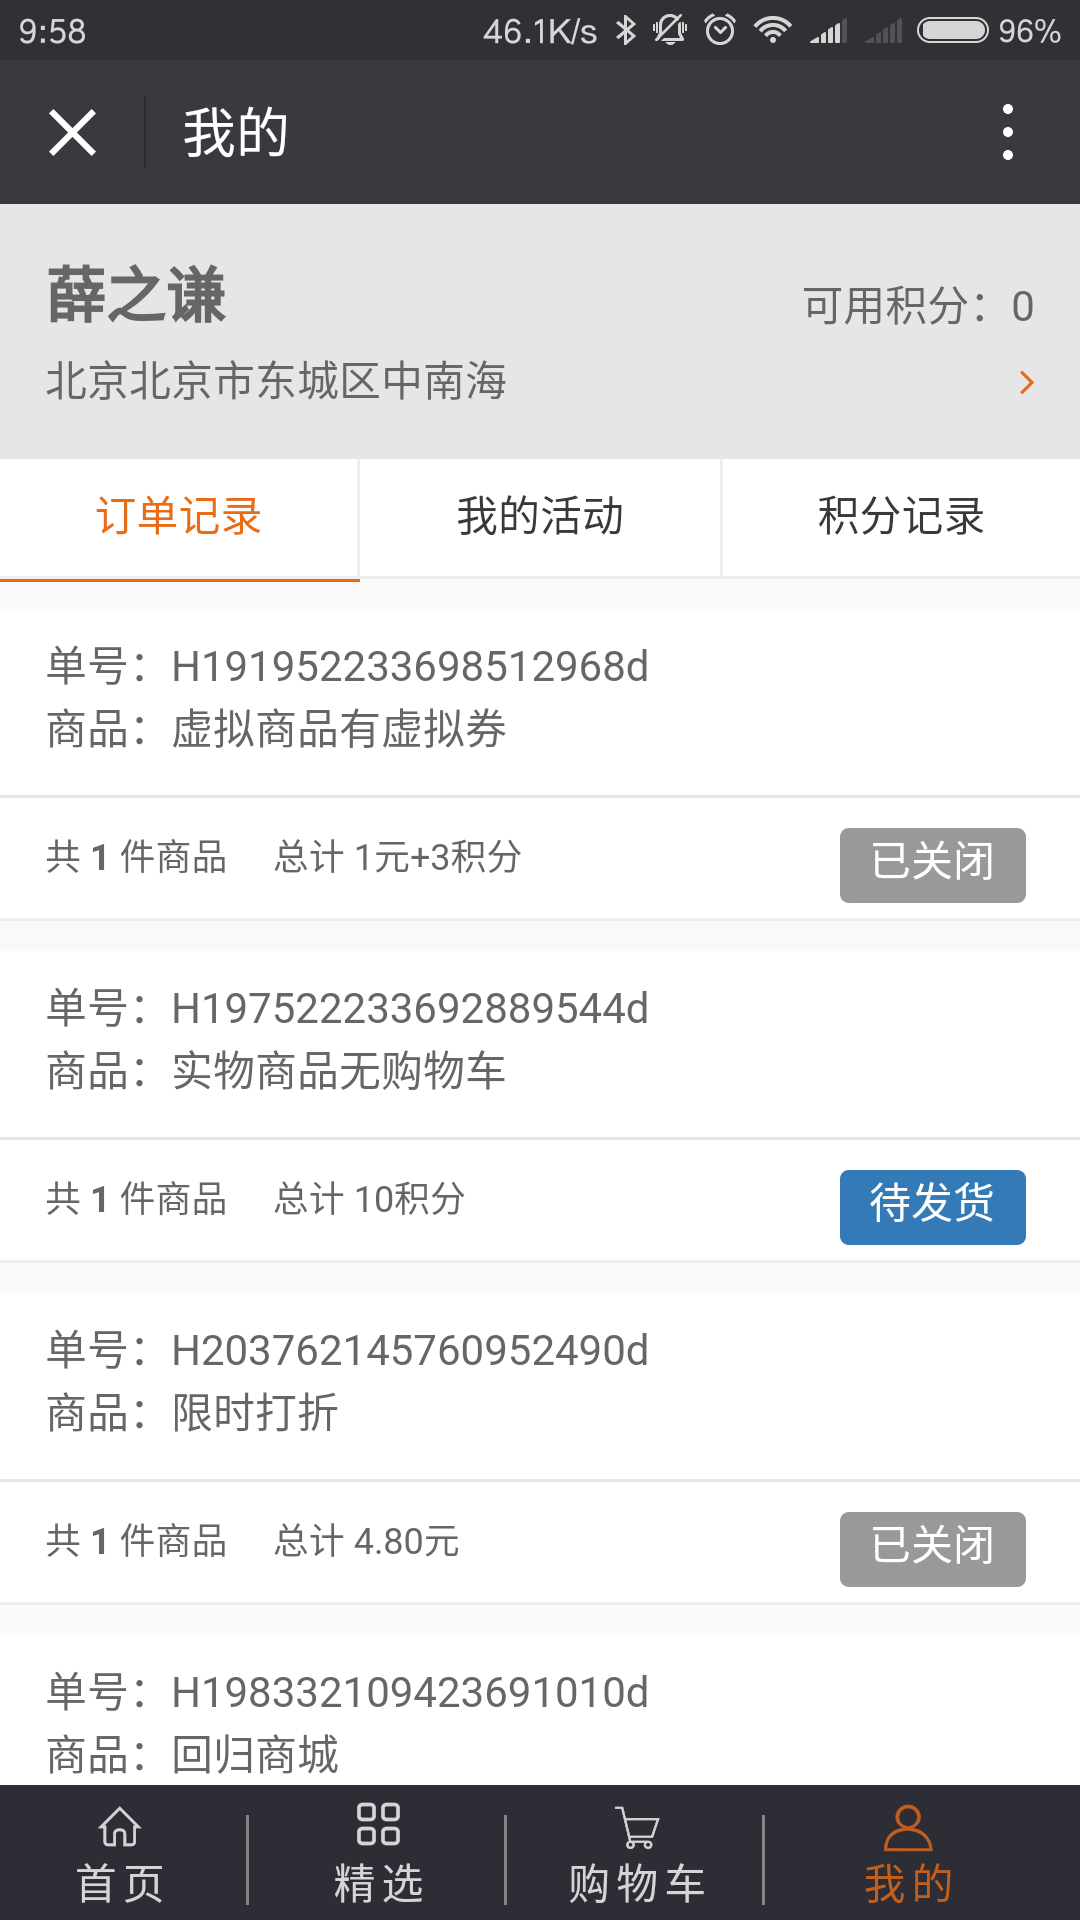 9:58 46.1K/s 96%
我的
薛之谦
可用积分：0
北京北京市东城区中南海
订单记录 我的活动 积分记录
单号：H191952233698512968d
商品：虚拟商品有虚拟券
共 1 件商品 总计 1元+3积分 已关闭
单号：H197522233692889544d
商品：实物商品无购物车
共 1 件商品 总计 10积分 待发货
单号：H203762145760952490d
商品：限时打折
共 1 件商品 总计 4.80元 已关闭
单号：H198332109423691010d
商品：回归商城
首页 精选 购物车 我的